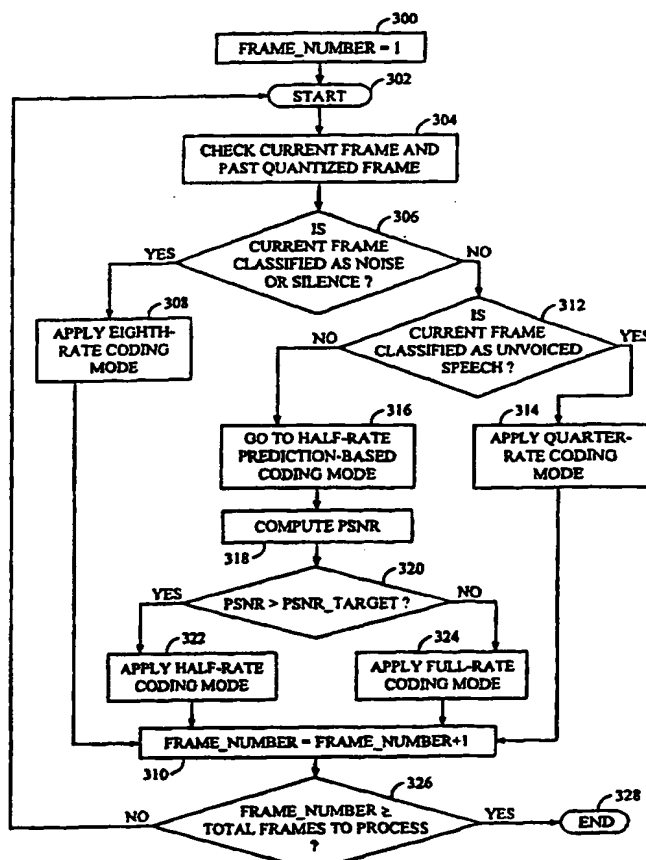 300
FRAME_NUMBER = 1
302
START
304
CHECK CURRENT FRAME AND
PAST QUANTIZED FRAME
306
IS
CURRENT FRAME
CLASSIFIED AS NOISE
OR SILENCE ?
YES
NO
308
APPLY EIGHTH-
RATE CODING
MODE
312
IS
CURRENT FRAME
CLASSIFIED AS UNVOICED
SPEECH ?
NO
YES
316
GO TO HALF-RATE
PREDICTION-BASED
CODING MODE
314
APPLY QUARTER-
RATE CODING
MODE
COMPUTE PSNR
318
320
PSNR > PSNR_TARGET ?
YES
NO
322
APPLY HALF-RATE
CODING MODE
324
APPLY FULL-RATE
CODING MODE
FRAME_NUMBER = FRAME_NUMBER+1
310
326
FRAME_NUMBER ≥
TOTAL FRAMES TO PROCESS
?
NO
YES
328
END